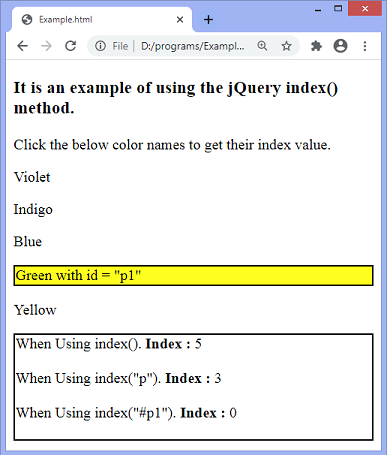 Example.html
File | D:/programs/Exampl...
It is an example of using the jQuery index()
method.
Click the below color names to get their index value.
Violet
Indigo
Blue
Green with id = "p1"
Yellow
When Using index(). Index : 5
When Using index("p"). Index : 3
When Using index("#p1"). Index : 0